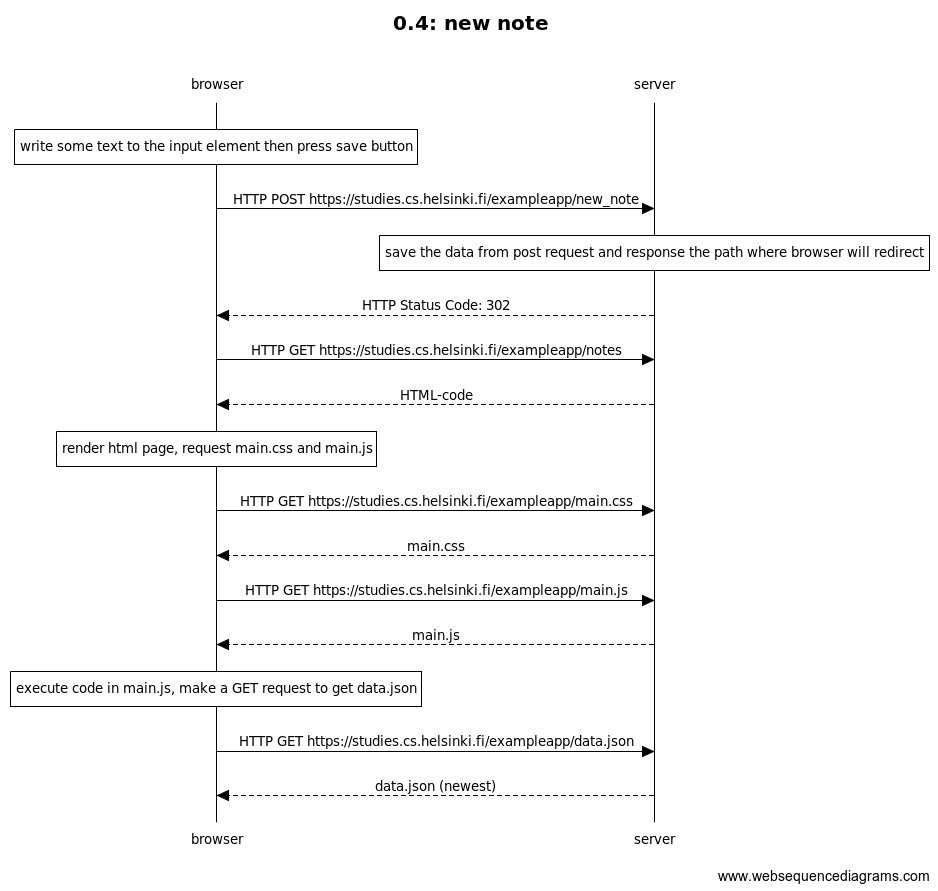 0.4: new note
browser
server
write some text to the input element then press save button
HTTP POST https://studies.cs.helsinki.fi/exampleapp/new_note
save the data from post request and response the path where browser will redirect
HTTP Status Code: 302
HTTP GET https://studies.cs.helsinki.fi/exampleapp/notes
HTML-code
render html page, request main.css and main.js
HTTP GET https://studies.cs.helsinki.fi/exampleapp/main.css
main.css
HTTP GET https://studies.cs.helsinki.fi/exampleapp/main.js
main.js
execute code in main.js, make a GET request to get data.json
HTTP GET https://studies.cs.helsinki.fi/exampleapp/data.json
data.json (newest)
browser
server
www.websequencediagrams.com